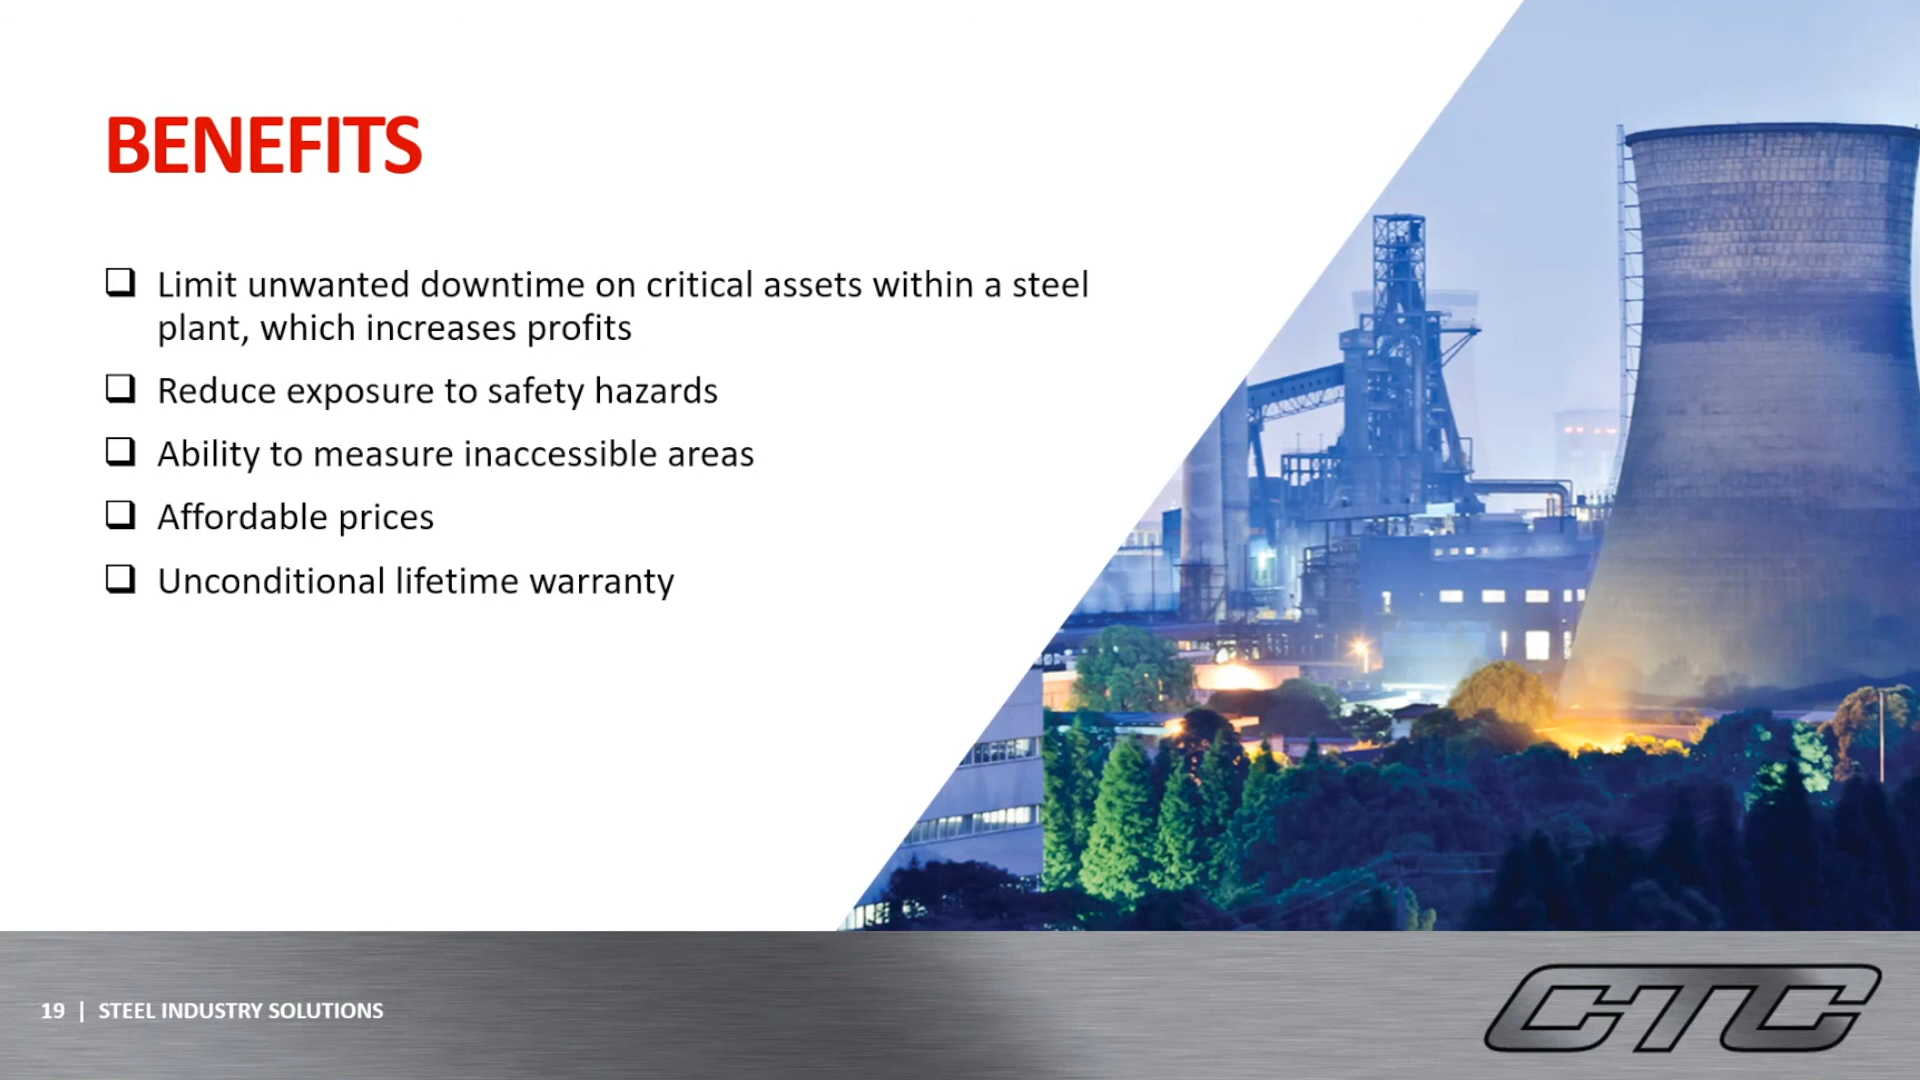 BENEFITS
Limit unwanted downtime on critical assets within a steel
plant, which increases profits
Reduce exposure to safety hazards
Ability to measure inaccessible areas
Affordable prices
Unconditional lifetime warranty
19 | STEEL INDUSTRY SOLUTIONS
CTC